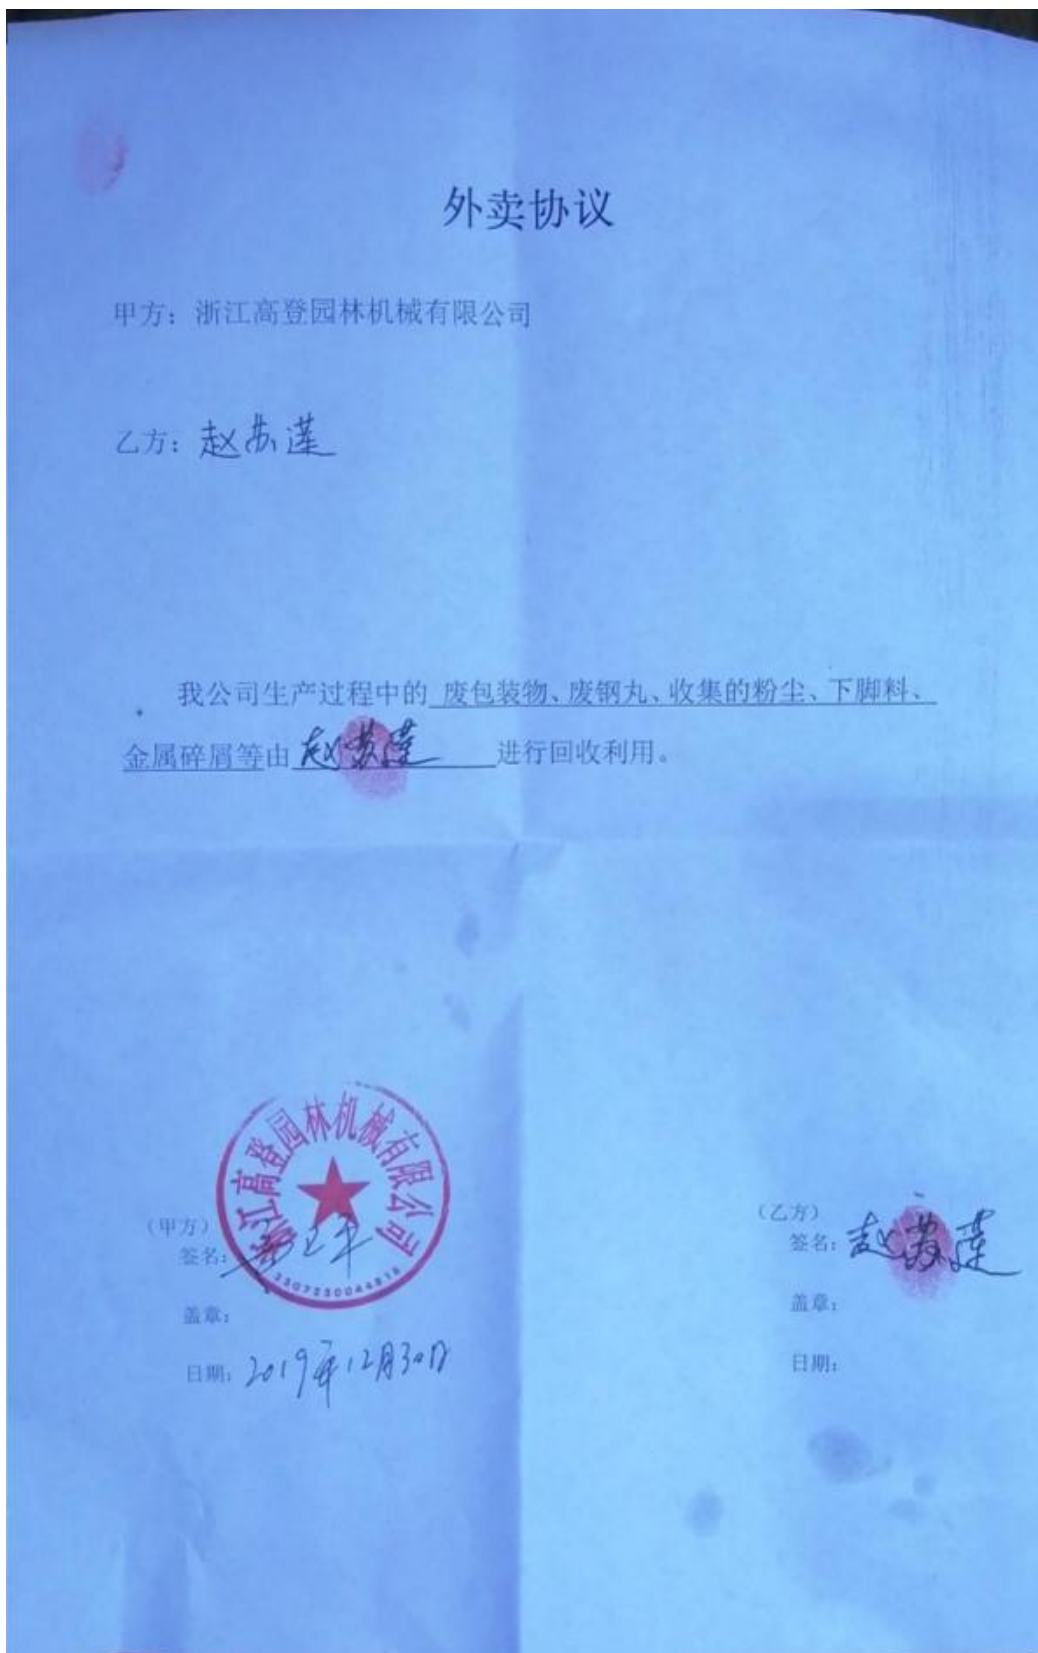 外卖协议
甲方：浙江高登园林机械有限公司
乙方：赵苏莲
我公司生产过程中的 废包装物、废钢丸、收集的粉尘、下脚料、
金属碎屑等由 赵苏莲 进行回收利用。
浙江高登园林机械有限公司
（甲方）
签名：
盖章：
日期：2019年12月30日
（乙方）
签名：赵苏莲
盖章：
日期：